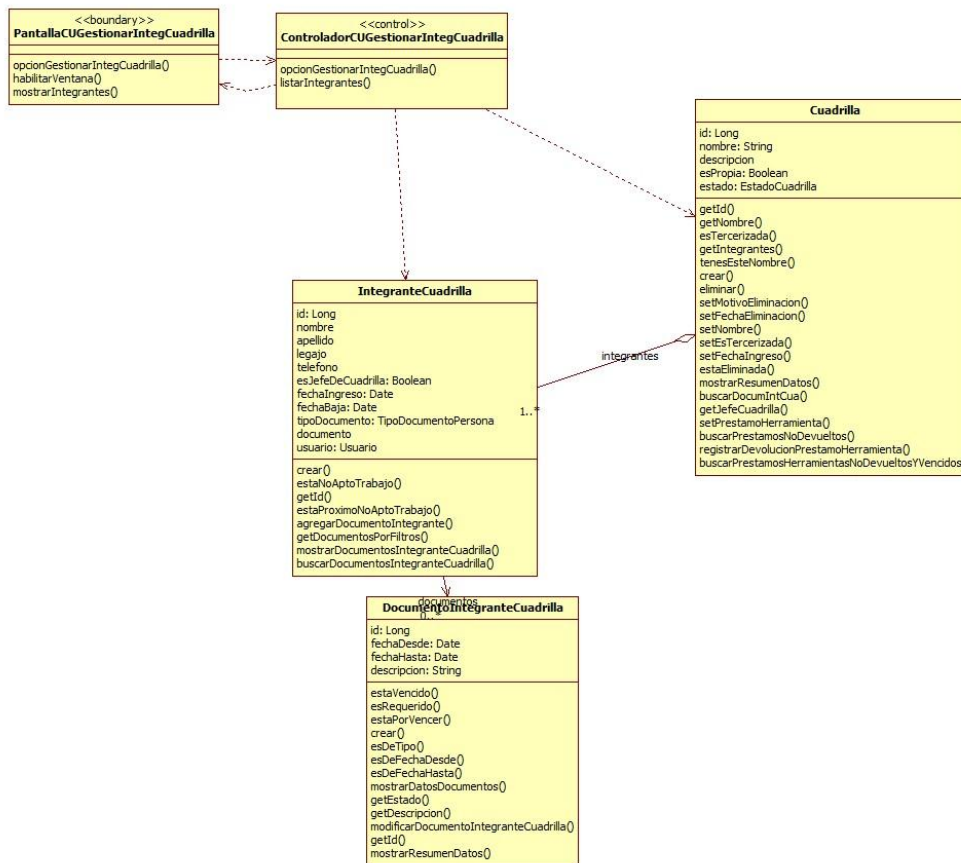 <<boundary>>
PantallaCUGestionarIntegCuadrilla
opcionGestionarIntegCuadrilla()
habilitarVentana()
mostrarIntegrantes()
<<control>>
ControladorCUGestionarIntegCuadrilla
opcionGestionarIntegCuadrilla()
listarIntegrantes()
Cuadrilla
id: Long
nombre: String
descripcion
esPropia: Boolean
estado: EstadoCuadrilla
getId()
getNombre()
esTercerizada()
getIntegrantes()
tenesEsteNombre()
crear()
eliminar()
setMotivoEliminacion()
setFechaEliminacion()
setNombre()
setEsTercerizada()
setFechaIngreso()
estaEliminada()
mostrarResumenDatos()
buscarDocumIntCua()
getJefeCuadrilla()
setPrestamoHerramienta()
buscarPrestamosNoDevueltos()
registrarDevolucionPrestamoHerramienta()
buscarPrestamosHerramientasNoDevueltosYVencidos
integrantes
1..*
IntegranteCuadrilla
id: Long
nombre
apellido
legajo
telefono
esJefeDeCuadrilla: Boolean
fechaIngreso: Date
fechaBaja: Date
tipoDocumento: TipoDocumentoPersona
documento
usuario: Usuario
crear()
estaNoAptoTrabajo()
getId()
estaProximoNoAptoTrabajo()
agregarDocumentoIntegrante()
getDocumentosPorFiltros()
mostrarDocumentosIntegranteCuadrilla()
buscarDocumentosIntegranteCuadrilla()
documentos
0..*
DocumentoIntegranteCuadrilla
id: Long
fechaDesde: Date
fechaHasta: Date
descripcion: String
estaVencido()
esRequerido()
estaPorVencer()
crear()
esDeTipo()
esDeFechaDesde()
esDeFechaHasta()
mostrarDatosDocumentos()
getEstado()
getDescripcion()
modificarDocumentoIntegranteCuadrilla()
getId()
mostrarResumenDatos()